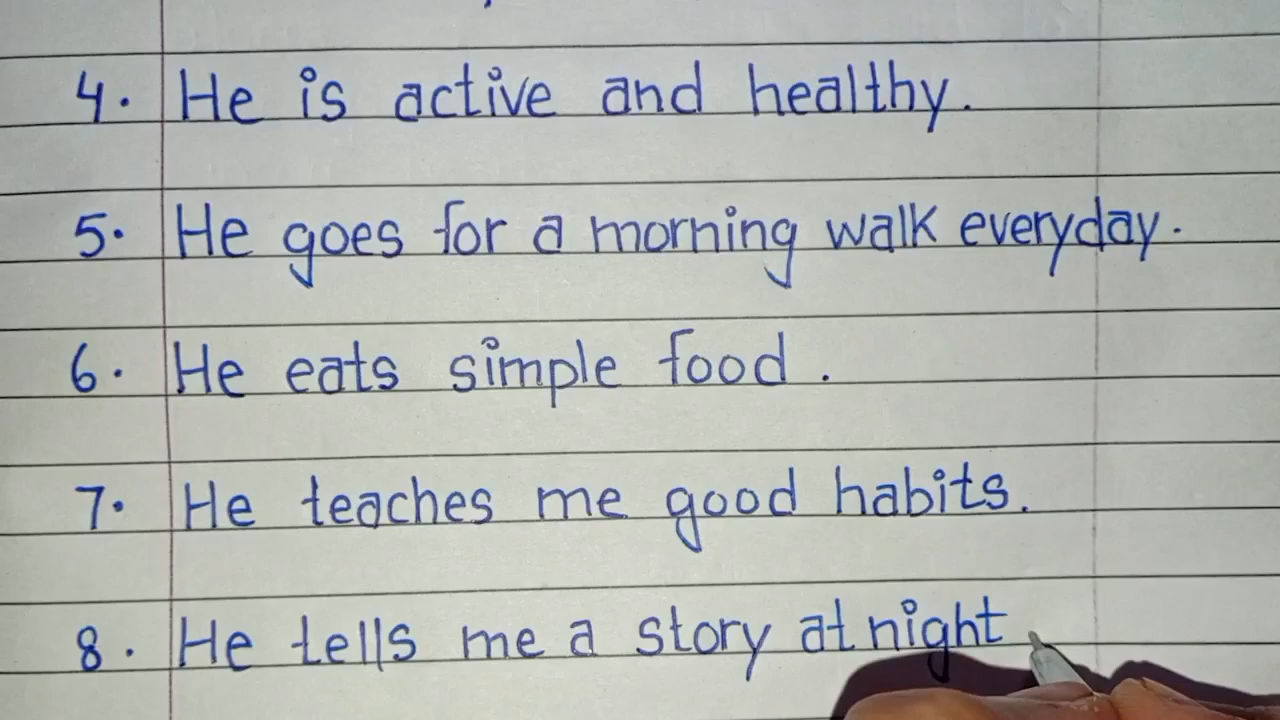 4. He is active and healthy.
5. He goes for a morning walk everyday.
6. He eats simple food.
7. He teaches me good habits.
8. He tells me a story at night